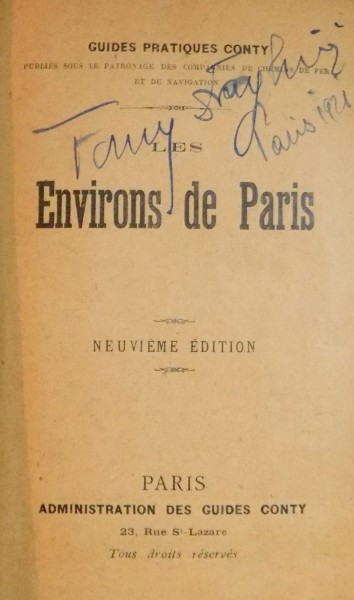 GUIDES PRATIQUES CONTY
PUBLIÉS SOUS LE PATRONAGE DES COMPAGNIES DE CHEMINS DE FER
ET DE NAVIGATION
Paris 1921
LES
Environs de Paris
NEUVIÈME ÉDITION
PARIS
ADMINISTRATION DES GUIDES CONTY
23, Rue St-Lazare
Tous droits réservés